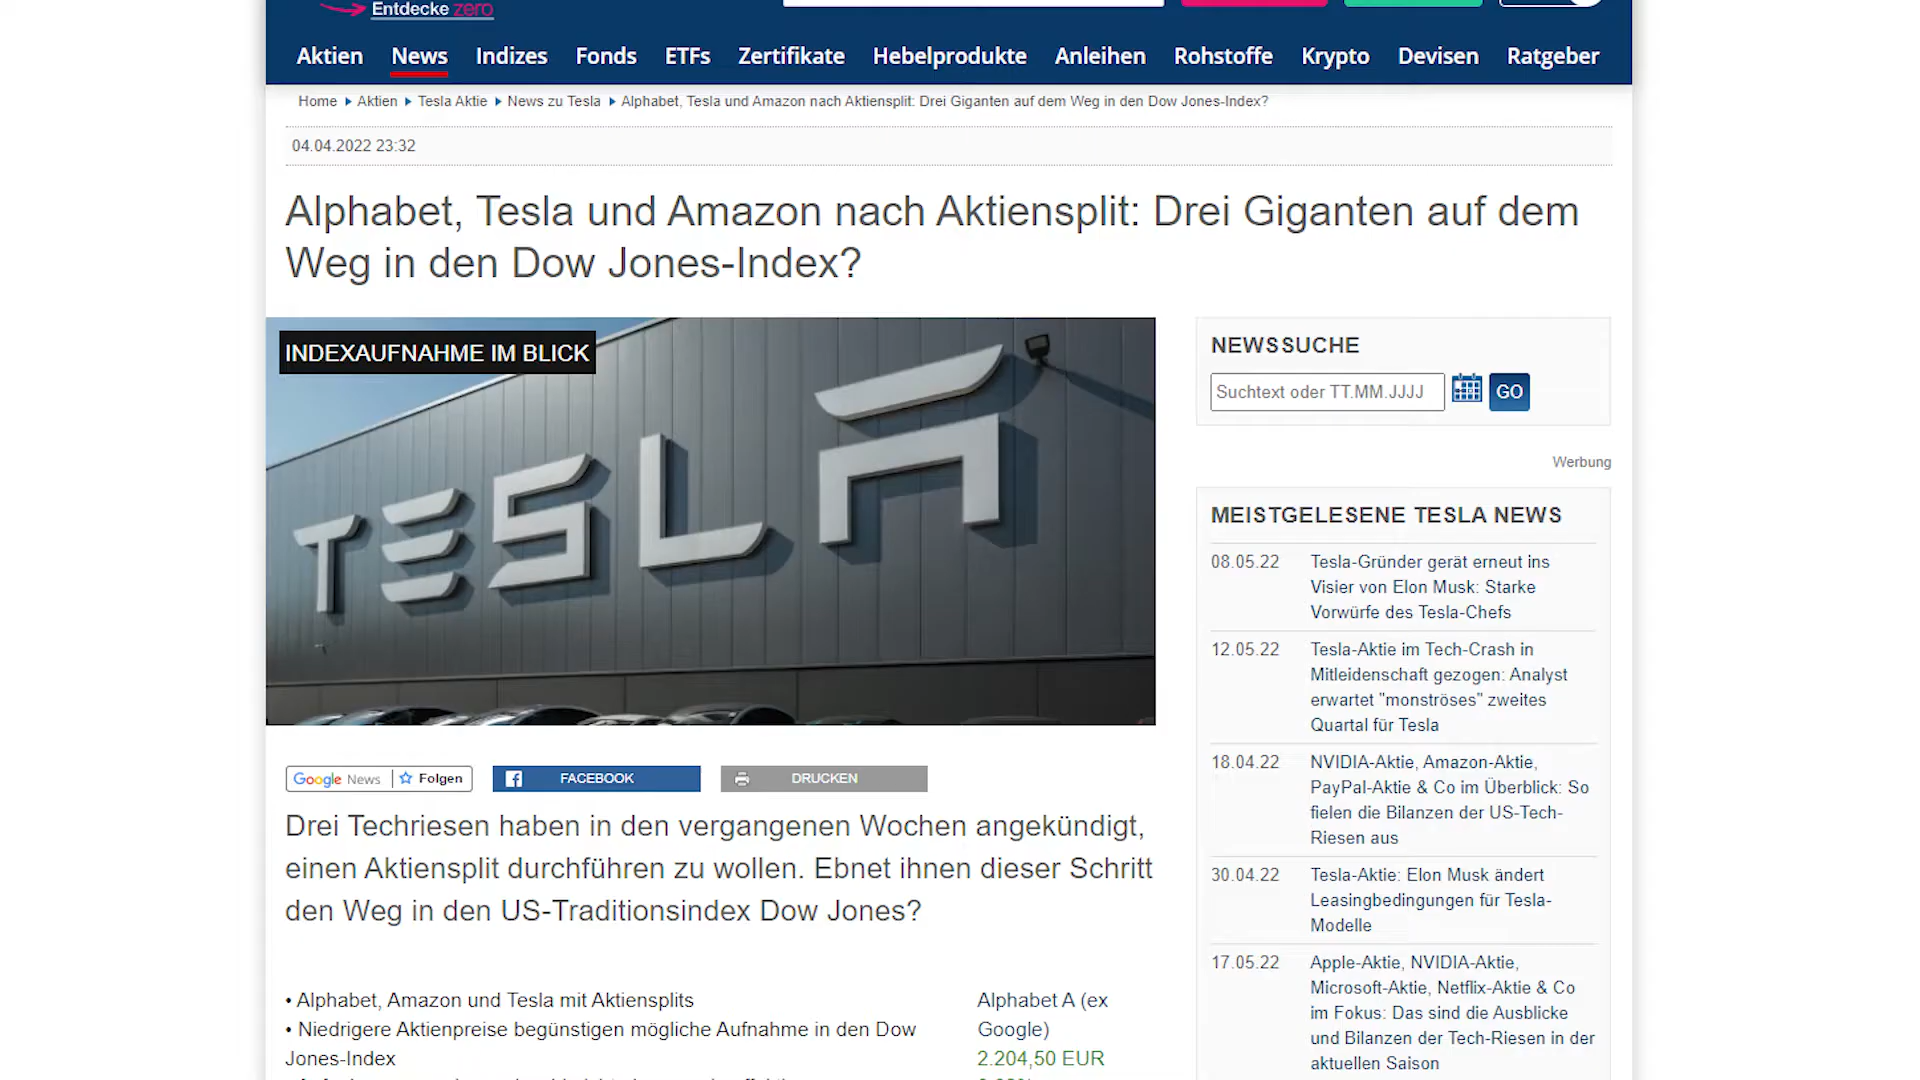 Entdecke zero
Aktien News Indizes Fonds ETFs Zertifikate Hebelprodukte Anleihen Rohstoffe Krypto Devisen Ratgeber
Home Aktien Tesla Aktie News zu Tesla Alphabet, Tesla und Amazon nach Aktiensplit: Drei Giganten auf dem Weg in den Dow Jones-Index?
04.04.2022 23:32
Alphabet, Tesla und Amazon nach Aktiensplit: Drei Giganten auf dem
Weg in den Dow Jones-Index?
INDEXAUFNAHME IM BLICK
TESLA
Google News Folgen
FACEBOOK
DRUCKEN
Drei Techriesen haben in den vergangenen Wochen angekündigt,
einen Aktiensplit durchführen zu wollen. Ebnet ihnen dieser Schritt
den Weg in den US-Traditionsindex Dow Jones?
• Alphabet, Amazon und Tesla mit Aktiensplits
• Niedrigere Aktienpreise begünstigen mögliche Aufnahme in den Dow
Jones-Index
Alphabet A (ex
Google)
2.204,50 EUR
NEWSSUCHE
Suchtext oder TT.MM.JJJJ
GO
Werbung
MEISTGELESENE TESLA NEWS
08.05.22 Tesla-Gründer gerät erneut ins
Visier von Elon Musk: Starke
Vorwürfe des Tesla-Chefs
12.05.22 Tesla-Aktie im Tech-Crash in
Mitleidenschaft gezogen: Analyst
erwartet "monströses" zweites
Quartal für Tesla
18.04.22 NVIDIA-Aktie, Amazon-Aktie,
PayPal-Aktie & Co im Überblick: So
fielen die Bilanzen der US-Tech-
Riesen aus
30.04.22 Tesla-Aktie: Elon Musk ändert
Leasingbedingungen für Tesla-
Modelle
17.05.22 Apple-Aktie, NVIDIA-Aktie,
Microsoft-Aktie, Netflix-Aktie & Co
im Fokus: Das sind die Ausblicke
und Bilanzen der Tech-Riesen in der
aktuellen Saison